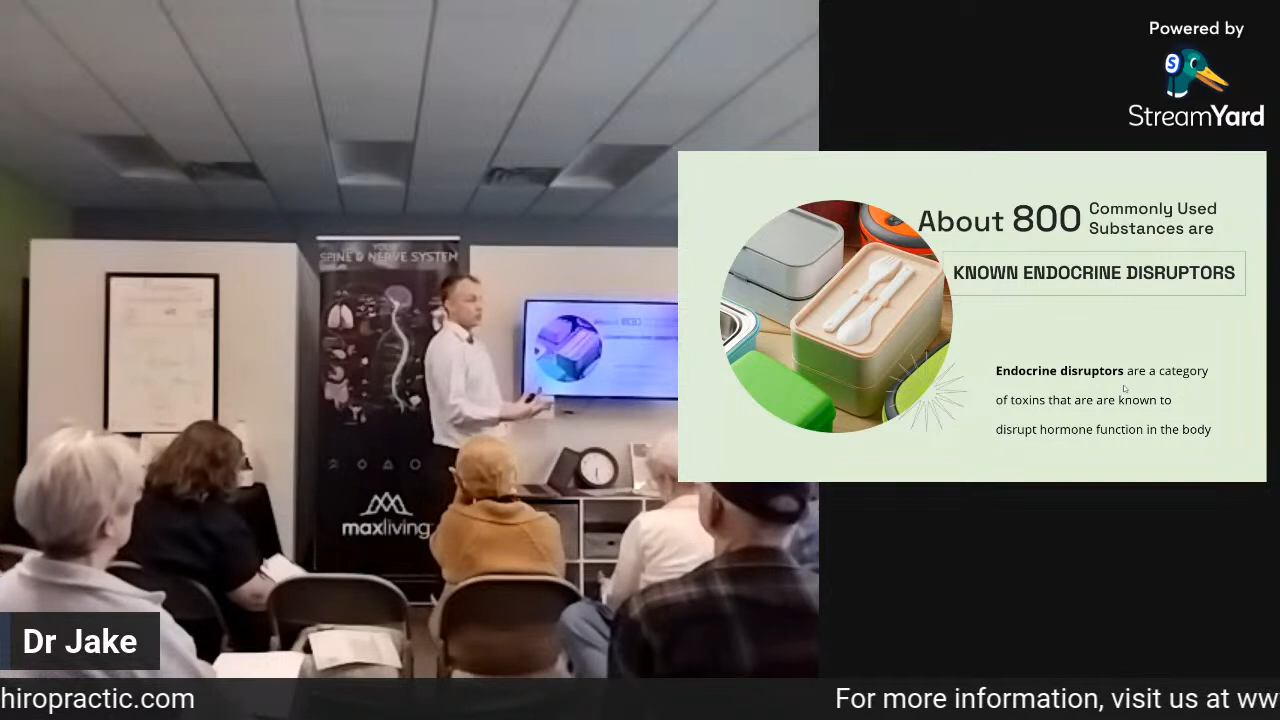 Powered by
StreamYard
About 800 Commonly Used
Substances are
KNOWN ENDOCRINE DISRUPTORS
Endocrine disruptors are a category
of toxins that are are known to
disrupt hormone function in the body
SPINE & NERVE SYSTEM
maxliving
Dr Jake
hiropractic.com
For more information, visit us at ww